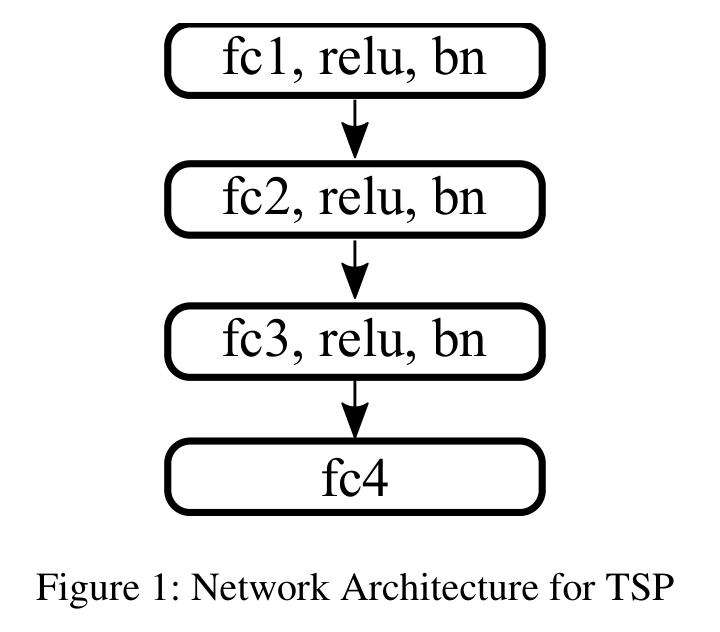 fc1, relu, bn
fc2, relu, bn
fc3, relu, bn
fc4
Figure 1: Network Architecture for TSP